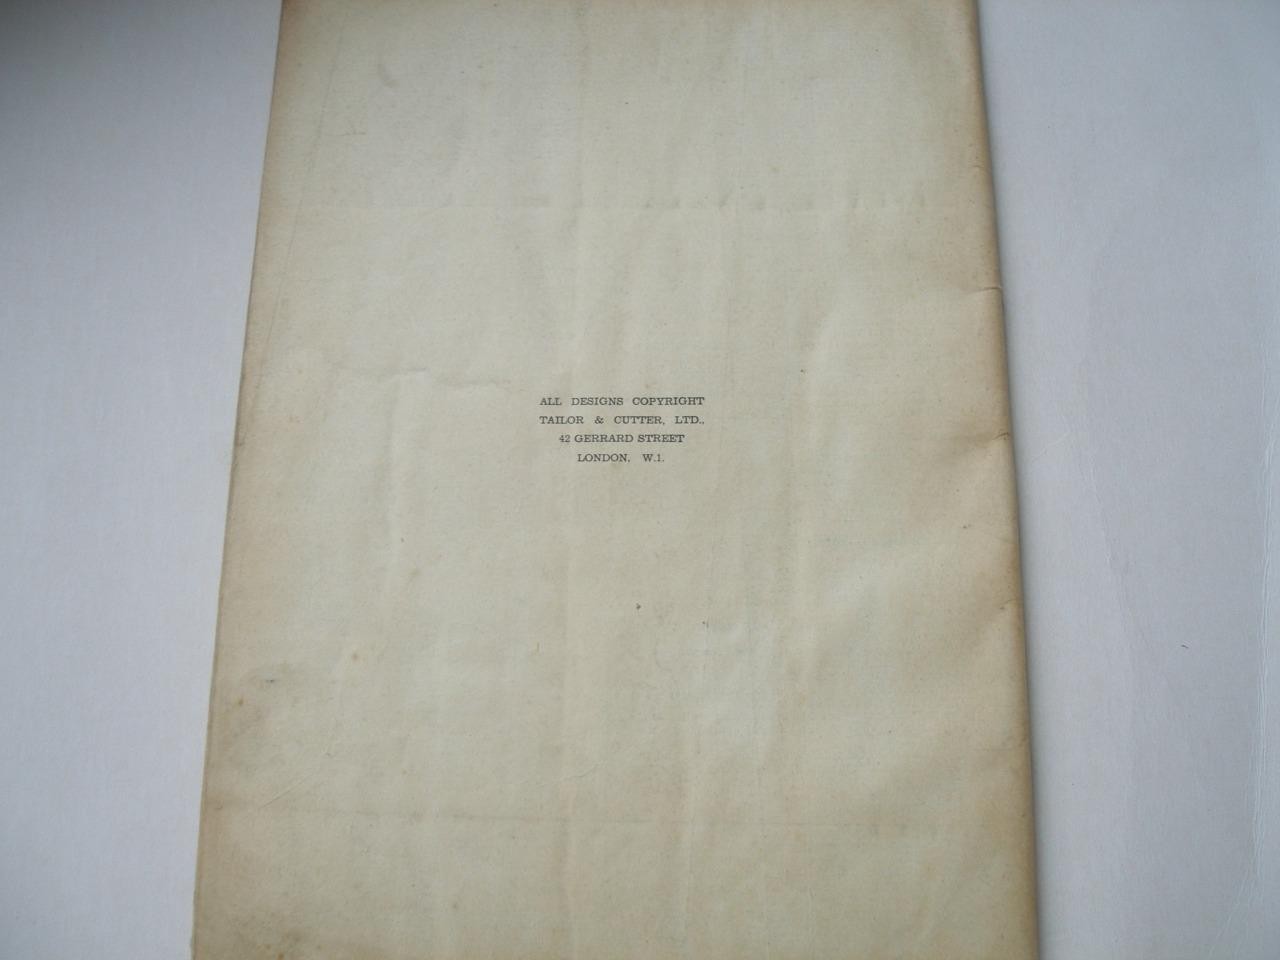 ALL DESIGNS COPYRIGHT
TAILOR & CUTTER, LTD.,
42 GERRARD STREET
LONDON, W.1.